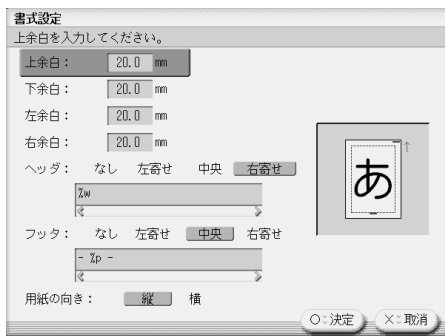 書式設定
上余白を入力してください。
上余白： 20.0 mm
下余白： 20.0 mm
左余白： 20.0 mm
右余白： 20.0 mm
ヘッダ： なし 左寄せ 中央 右寄せ
%w
フッタ： なし 左寄せ 中央 右寄せ
- %p -
用紙の向き： 縦 横
あ
○:決定 ×:取消